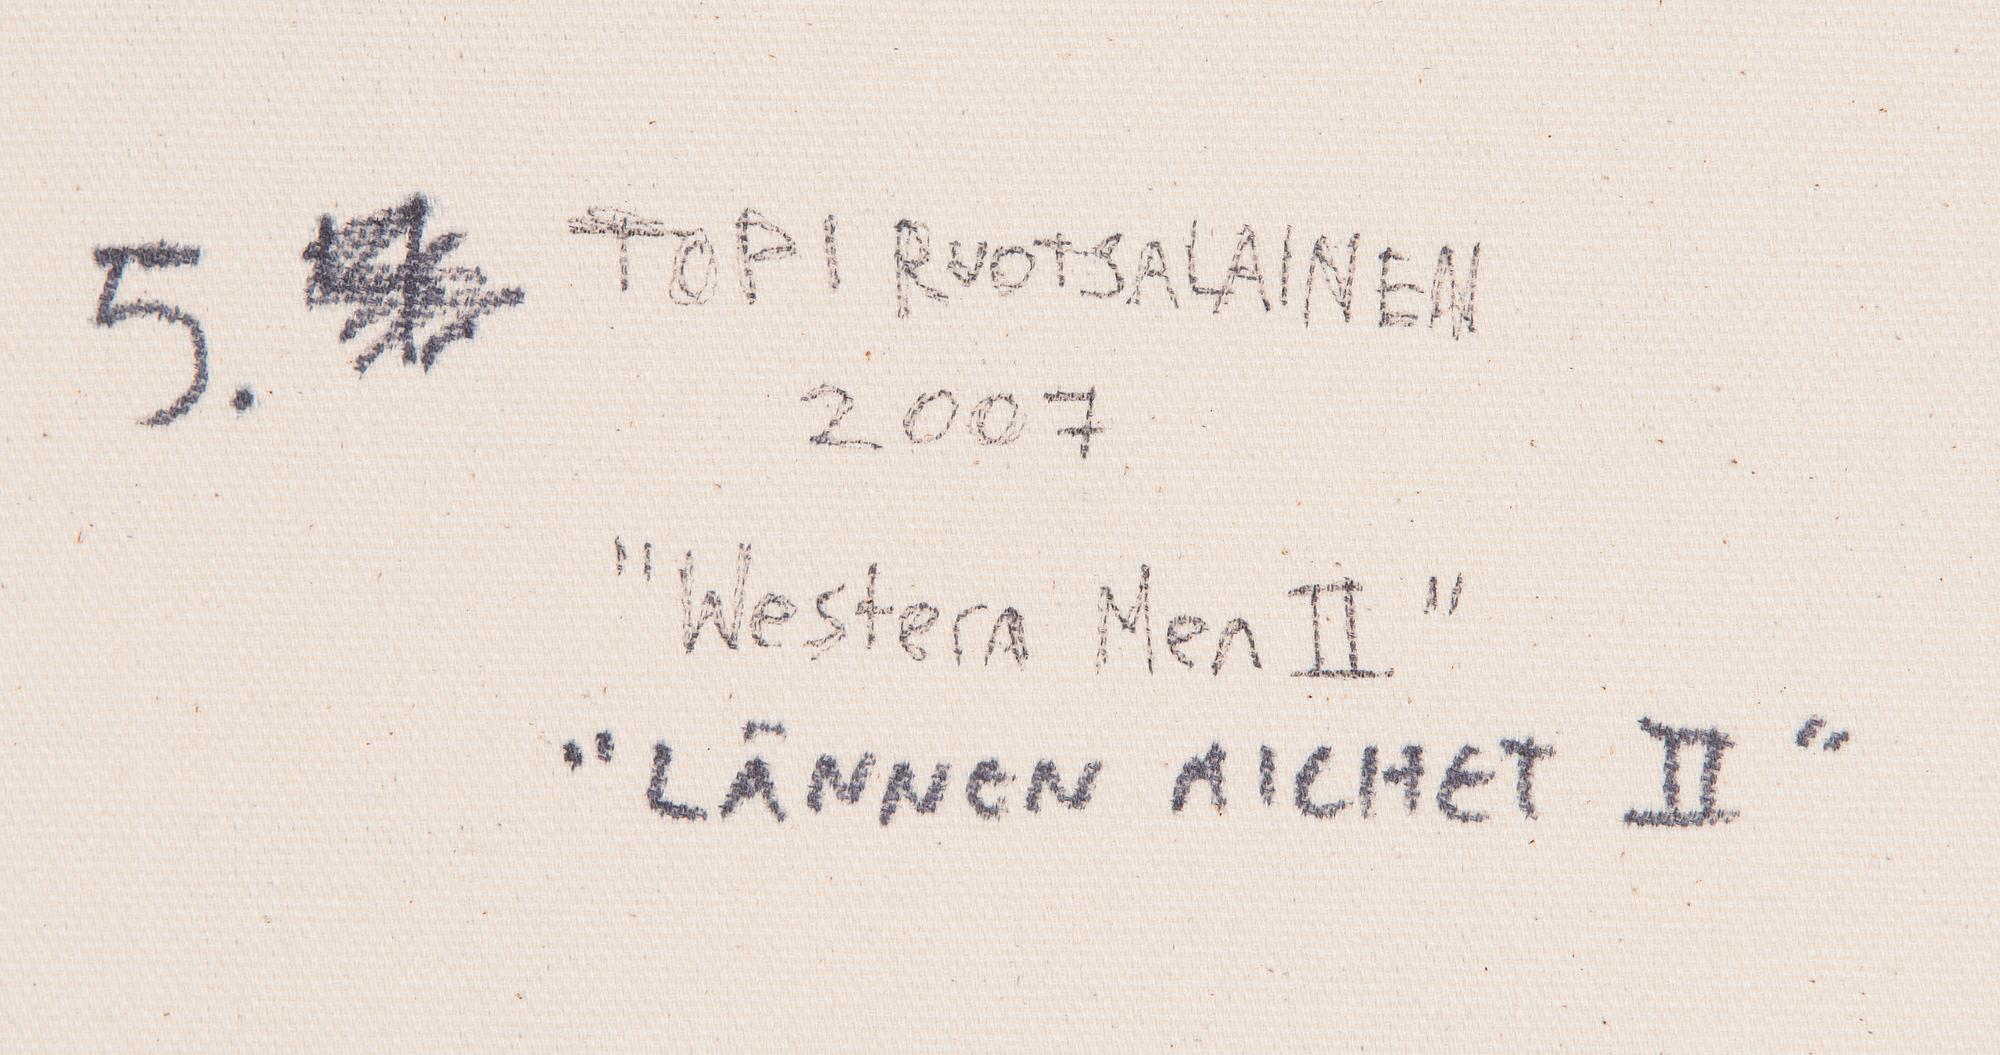 5. TOPI RUOTSALAINEN
2007
"Western Men II"
"LÄNNEN MIEHET II"